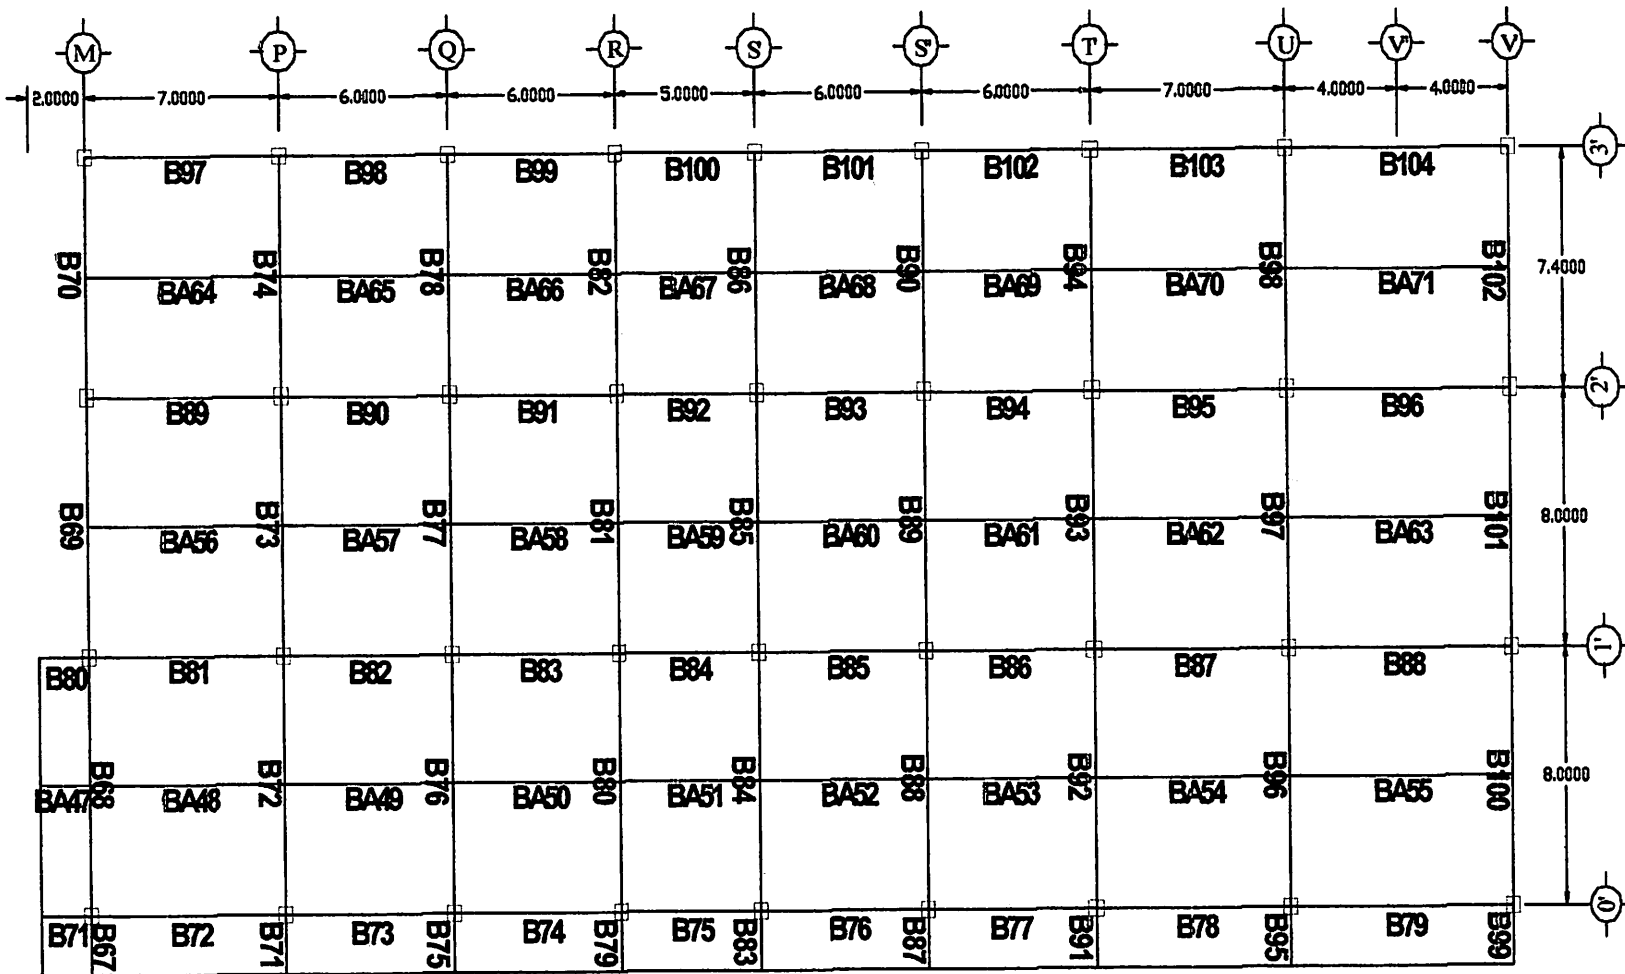 M P Q R S S' T U V' V
2.0000 7.0000 6.0000 6.0000 5.0000 6.0000 6.0000 7.0000 4.0000 4.0000
3'
B97 B98 B99 B100 B101 B102 B103 B104
B70 B74 B78 B82 B86 B90 B94 B98 B102
7.4000
BA64 BA65 BA66 BA67 BA68 BA69 BA70 BA71
2'
B89 B90 B91 B92 B93 B94 B95 B96
B69 B73 B77 B81 B85 B89 B93 B97 B101
8.0000
BA56 BA57 BA58 BA59 BA60 BA61 BA62 BA63
1'
B80 B81 B82 B83 B84 B85 B86 B87 B88
B68 B72 B76 B80 B84 B88 B92 B96 B100
8.0000
BA47 BA48 BA49 BA50 BA51 BA52 BA53 BA54 BA55
0'
B71 B72 B73 B74 B75 B76 B77 B78 B79
B67 B71 B75 B79 B83 B87 B91 B95 B99